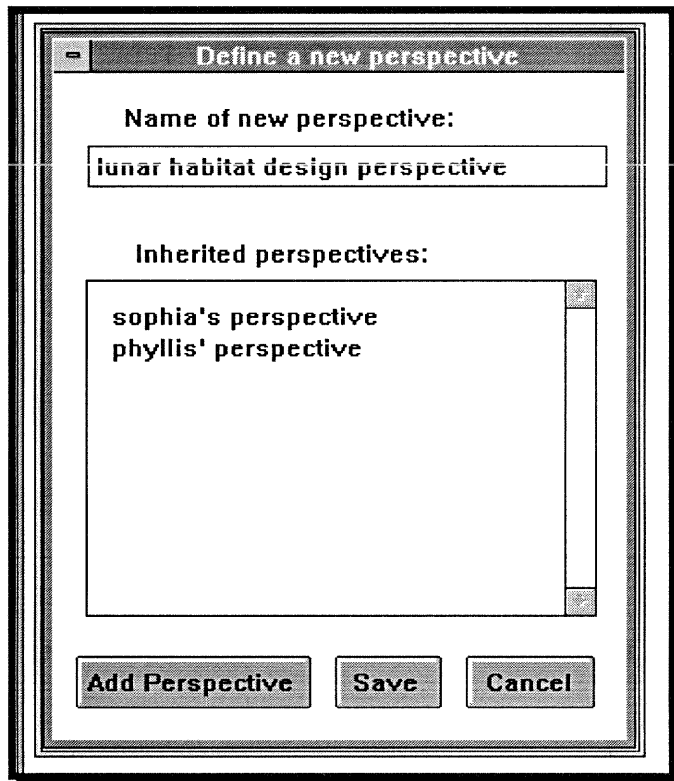 Define a new perspective
Name of new perspective:
lunar habitat design perspective
Inherited perspectives:
sophia's perspective
phyllis' perspective
Add Perspective Save Cancel